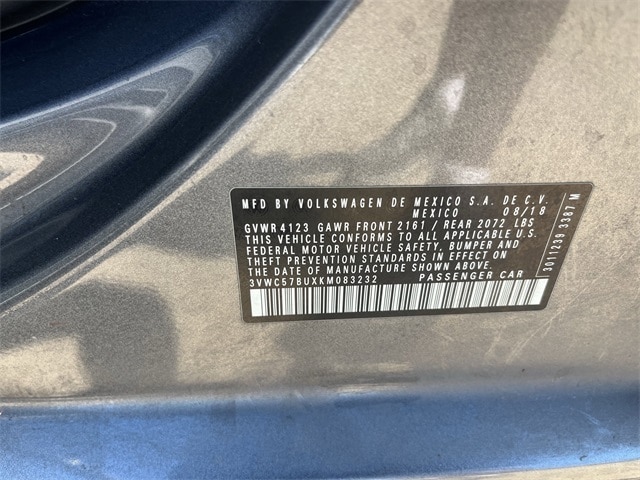 MFD BY VOLKSWAGEN DE MEXICO S.A. DE C.V.
MEXICO 08/18
GVWR 4123 GAWR FRONT 2161 / REAR 2072 LBS
THIS VEHICLE CONFORMS TO ALL APPLICABLE U.S.
FEDERAL MOTOR VEHICLE SAFETY, BUMPER AND
THEFT PREVENTION STANDARDS IN EFFECT ON
THE DATE OF MANUFACTURE SHOWN ABOVE.
3VWC57BUXKM083232 PASSENGER CAR
3011239 3387 M